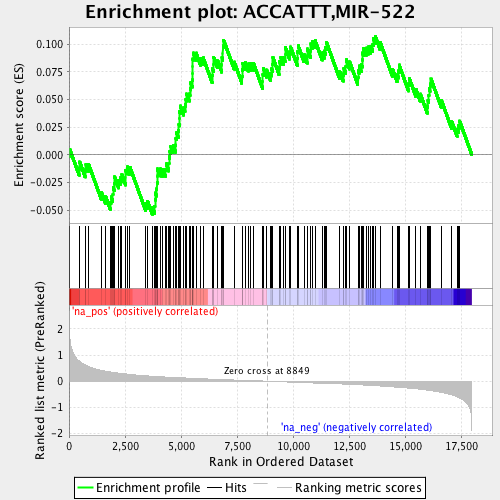 Enrichment plot: ACCATTT,MIR-522
Enrichment score (ES)
0.100
0.075
0.050
0.025
0.000
-0.025
-0.050
'na_pos' (positively correlated)
Zero cross at 8849
'na_neg' (negatively correlated)
Ranked list metric (PreRanked)
2
1
0
-1
-2
0
2,500
5,000
7,500
10,000
12,500
15,000
17,500
Rank in Ordered Dataset
Enrichment profile
Hits
Ranking metric scores